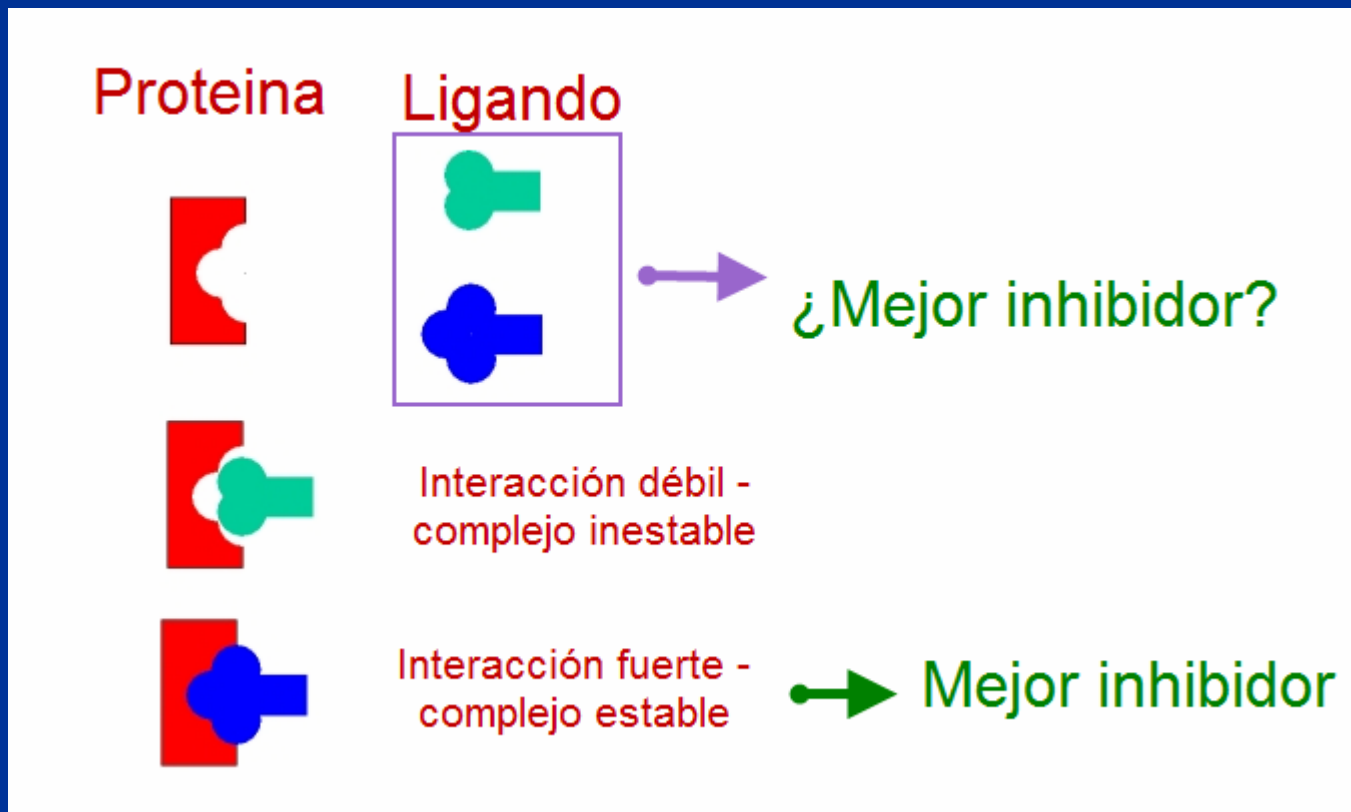 Proteina
Ligando
¿Mejor inhibidor?
Interacción débil -
complejo inestable
Interacción fuerte -
complejo estable
Mejor inhibidor